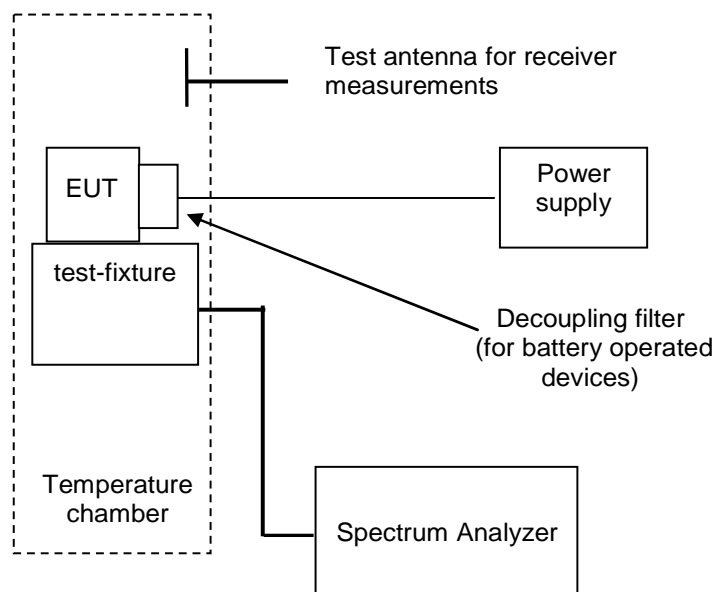 Test antenna for receiver
measurements
EUT
Power
supply
test-fixture
Decoupling filter
(for battery operated
devices)
Temperature
chamber
Spectrum Analyzer